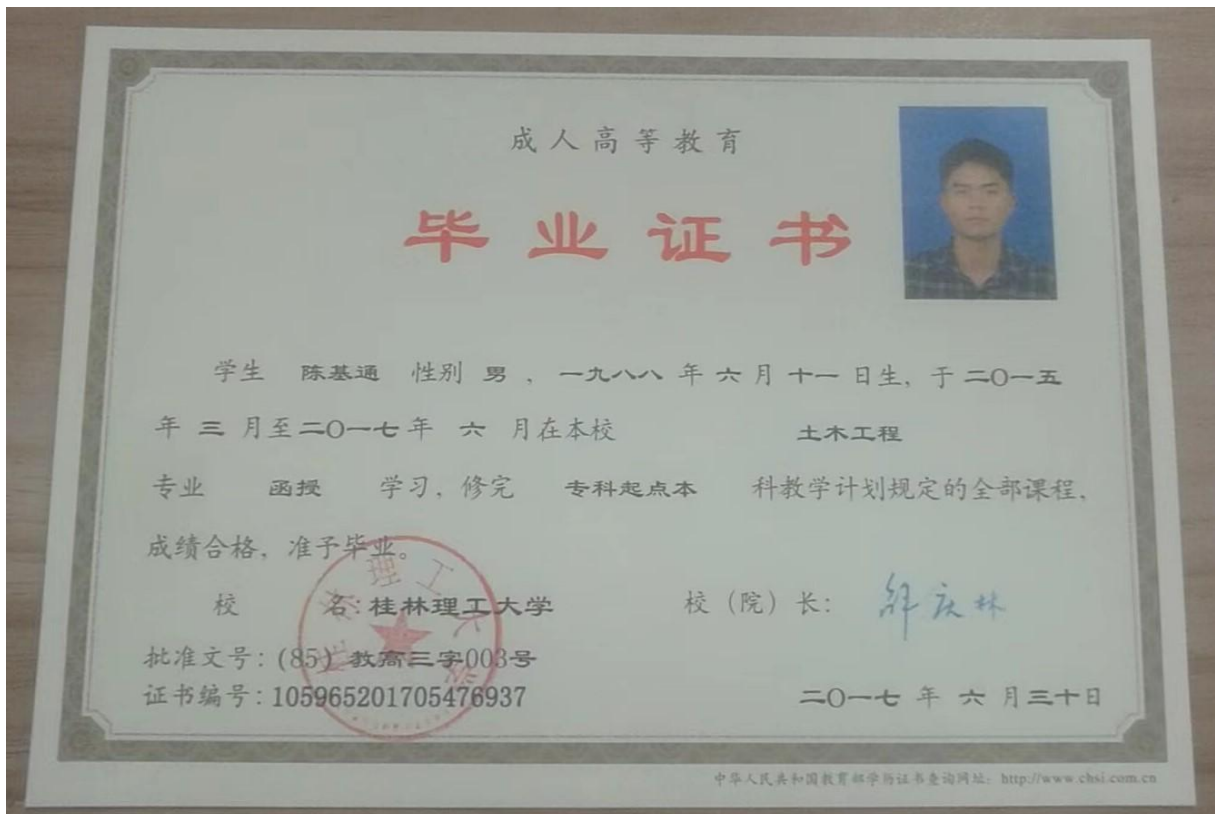 成人高等教育
毕业证书
学生 陈基通 性别 男 ，一九八八 年 六 月 十一 日生，于 二〇一五
年 三 月至二〇一七年 六 月在本校 土木工程
专业 函授 学习，修完 专科起点本 科教学计划规定的全部课程，
成绩合格，准予毕业。
校 名：桂林理工大学 校（院）长：
批准文号：(85) 教高三字003号
证书编号：105965201705476937 二〇一七 年 六 月 三十日
中华人民共和国教育部学历证书查询网址：http://www.chsi.com.cn
桂林理工大学